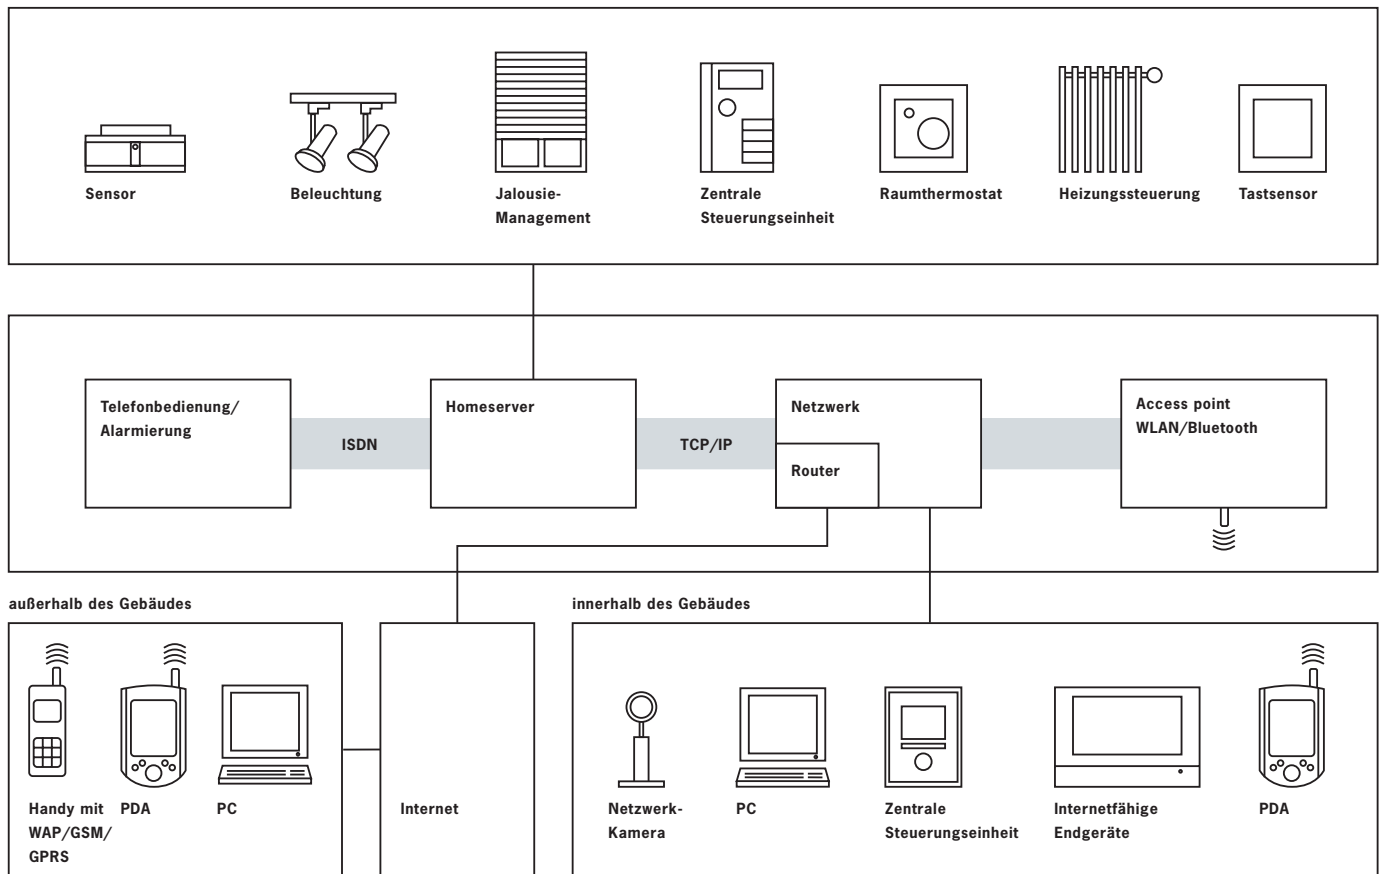 Sensor
Beleuchtung
Jalousie-
Management
Zentrale
Steuerungseinheit
Raumthermostat
Heizungssteuerung
Tastsensor
Telefonbedienung/
Alarmierung
ISDN
Homeserver
TCP/IP
Netzwerk
Router
Access point
WLAN/Bluetooth
außerhalb des Gebäudes
innerhalb des Gebäudes
Handy mit
WAP/GSM/
GPRS
PDA
PC
Internet
Netzwerk-
Kamera
PC
Zentrale
Steuerungseinheit
Internetfähige
Endgeräte
PDA